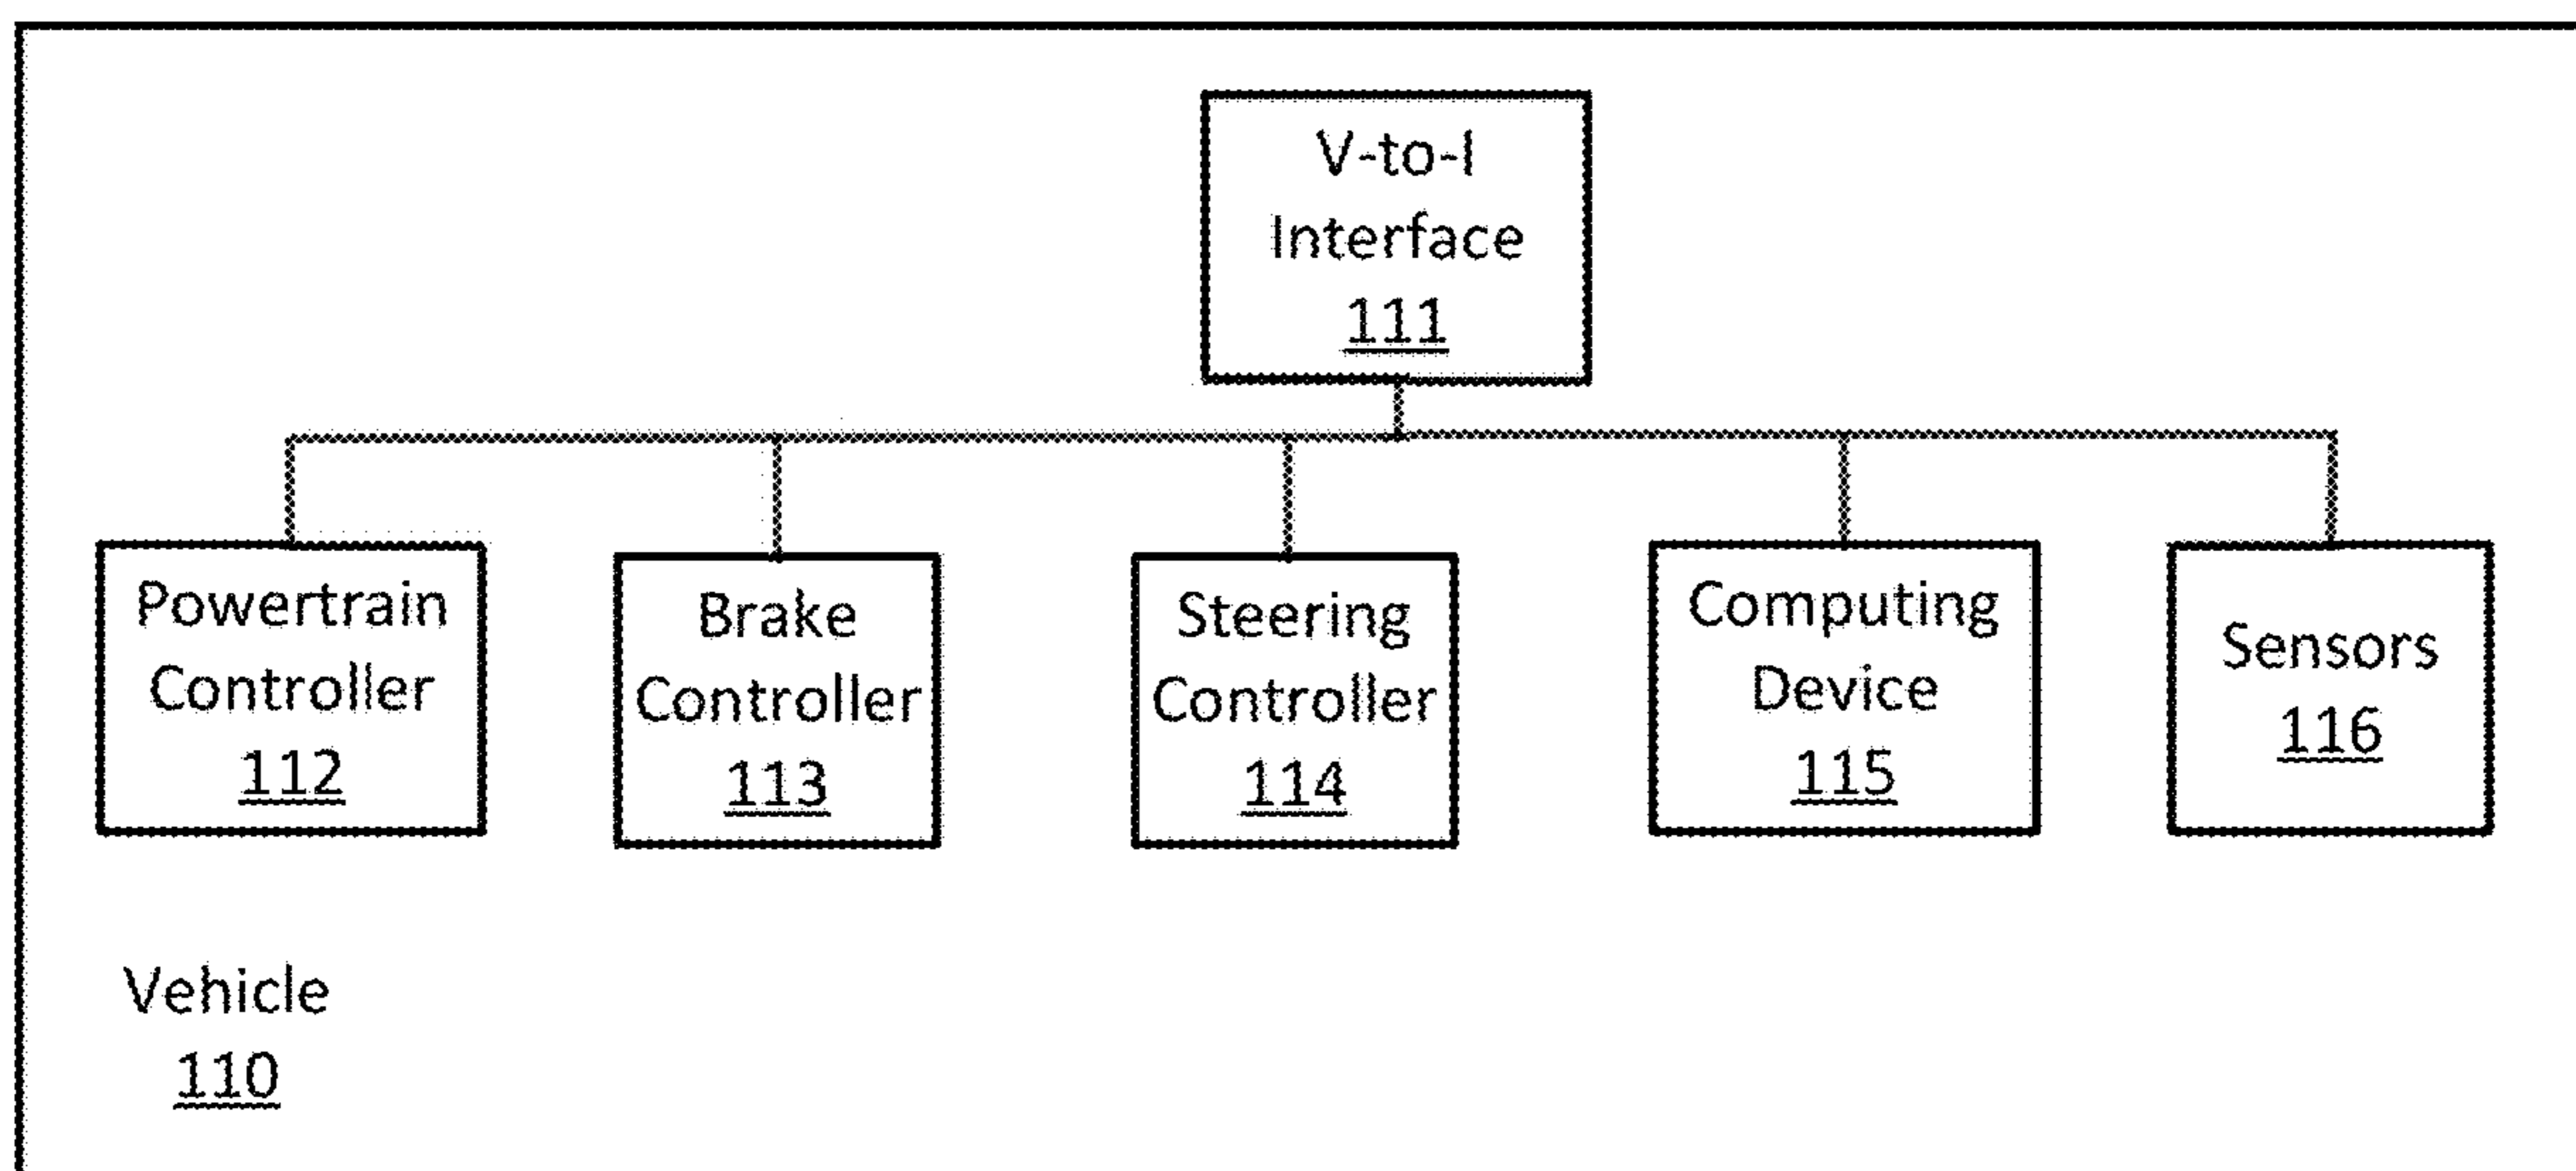 V-to-I
Interface
111
Powertrain
Controller
112
Brake
Controller
113
Steering
Controller
114
Computing
Device
115
Sensors
116
Vehicle
110